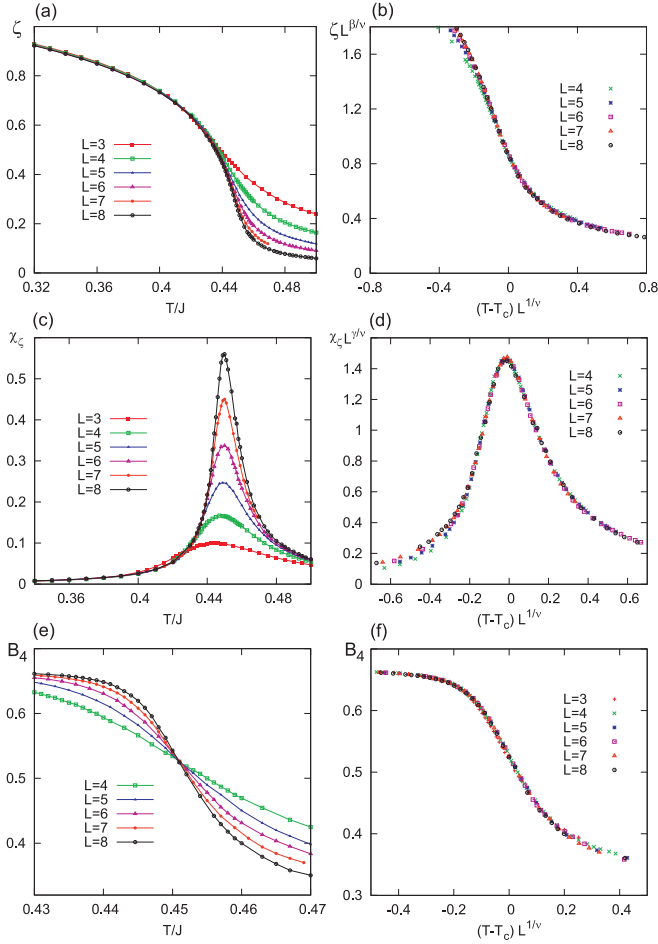 (a)
ζ
0.8
0.6
0.4
0.2
0
0.32 0.36 0.40 0.44 0.48
T/J
L=3
L=4
L=5
L=6
L=7
L=8
(b)
ζL^{β/ν}
1.6
1.2
0.8
0.4
0
-0.8 -0.4 0 0.4 0.8
(T-T_c) L^{1/ν}
L=4
L=5
L=6
L=7
L=8
(c)
χ_ζ
0.5
0.4
0.3
0.2
0.1
0
0.36 0.40 0.44 0.48
T/J
L=3
L=4
L=5
L=6
L=7
L=8
(d)
χ_ζ L^{γ/ν}
1.6
1.4
1.2
1
0.8
0.6
0.4
0.2
0
-0.6 -0.4 -0.2 0 0.2 0.4 0.6
(T-T_c) L^{1/ν}
L=4
L=5
L=6
L=7
L=8
(e)
B_4
0.6
0.5
0.4
0.43 0.44 0.45 0.46 0.47
T/J
L=4
L=5
L=6
L=7
L=8
(f)
B_4
0.6
0.5
0.4
0.3
-0.4 -0.2 0 0.2 0.4
(T-T_c) L^{1/ν}
L=3
L=4
L=5
L=6
L=7
L=8